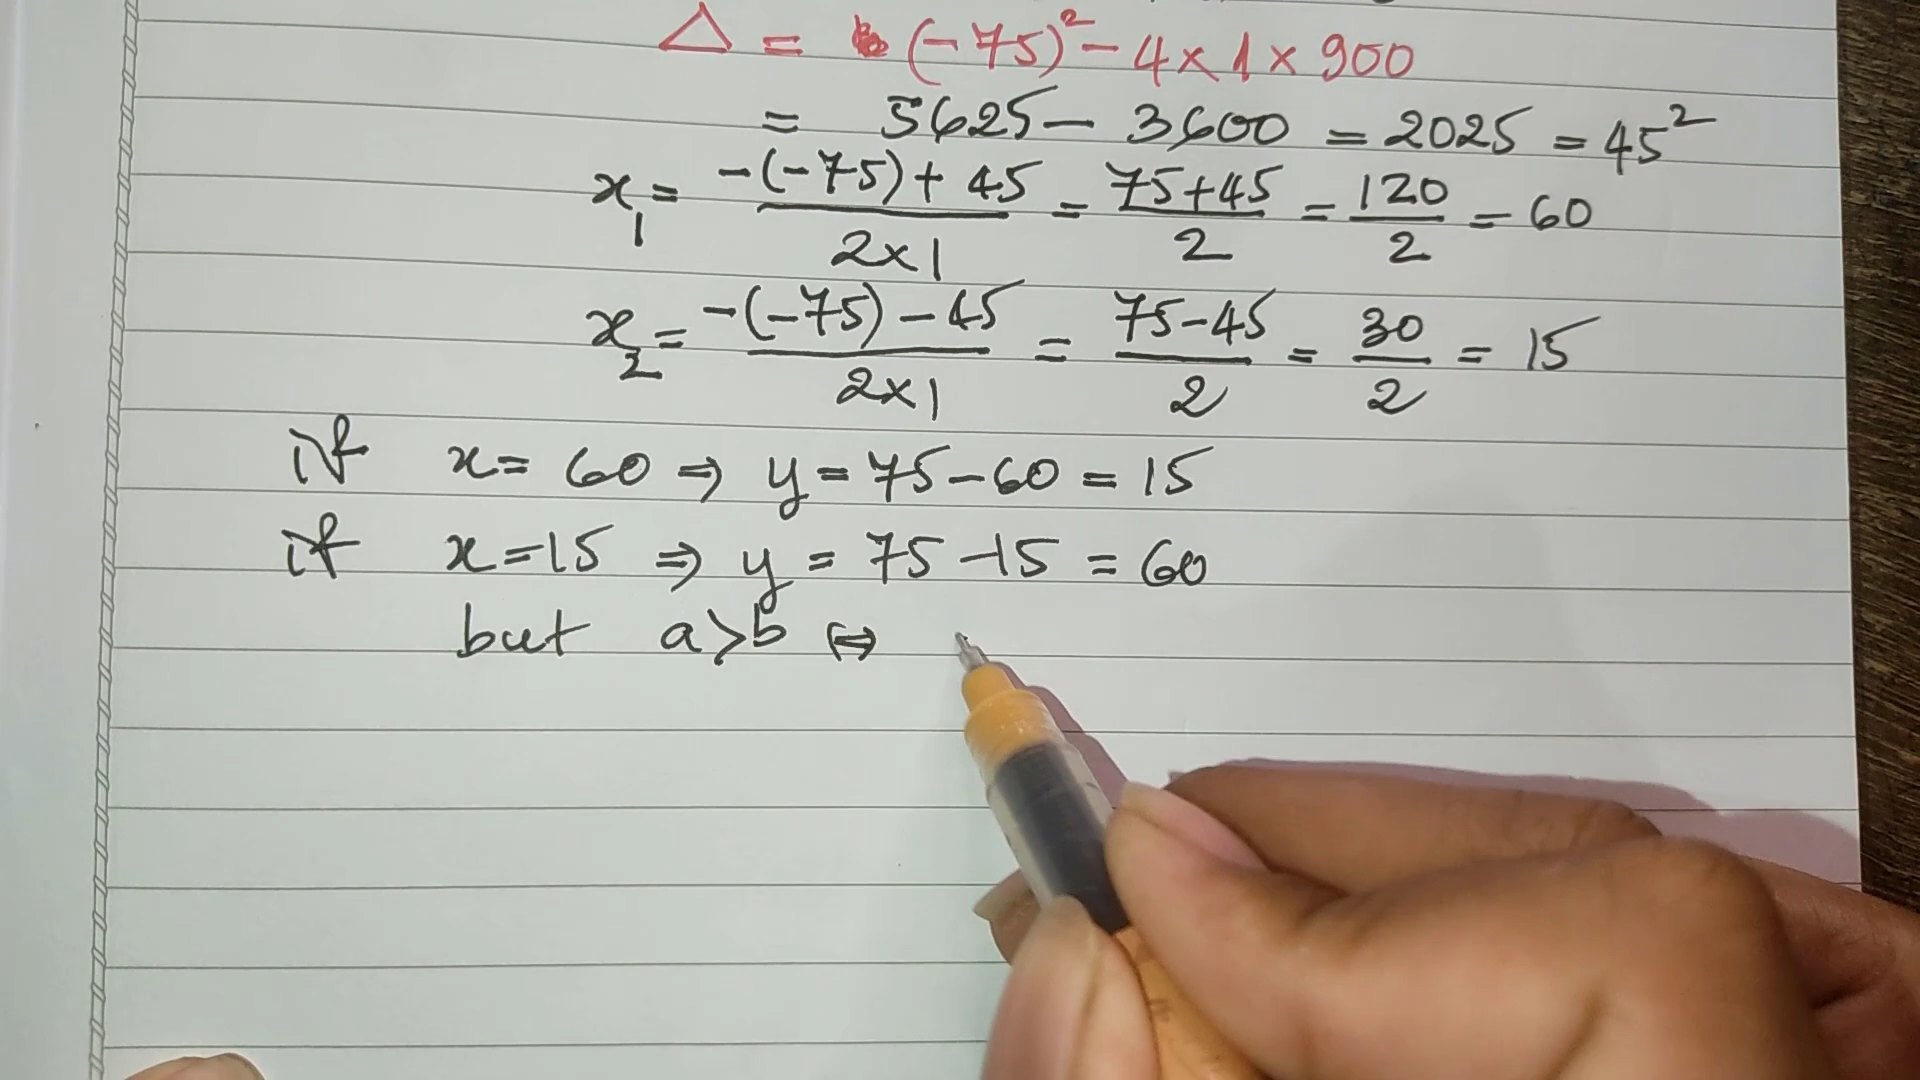 Δ = (-75)² - 4×1×900
= 5625 - 3600 = 2025 = 45²
x₁ = -(-75)+45 / 2×1 = 75+45 / 2 = 120 / 2 = 60
x₂ = -(-75)-45 / 2×1 = 75-45 / 2 = 30 / 2 = 15
if x = 60 ⇒ y = 75-60 = 15
if x = 15 ⇒ y = 75-15 = 60
but a>b ⇔